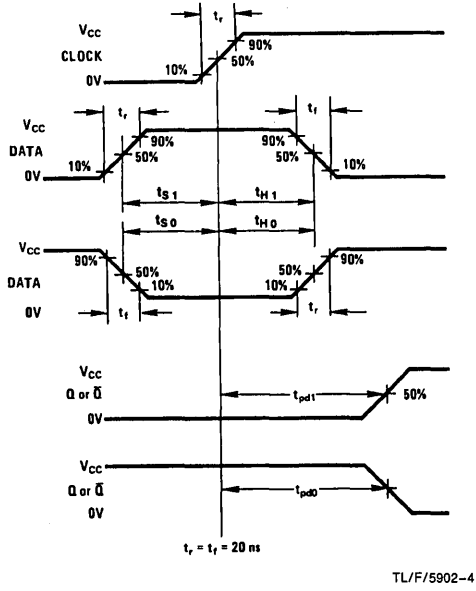 tr
VCC
90%
CLOCK
50%
10%
0V
tr
tf
VCC
90%
90%
DATA
50%
50%
10%
10%
0V
tS1
tH1
tS0
tH0
VCC
90%
90%
50%
50%
DATA
10%
10%
0V
tf
tr
VCC
Q or Q̅
tpd1
50%
0V
VCC
Q or Q̅
tpd0
0V
tr = tf = 20 ns
TL/F/5902-4